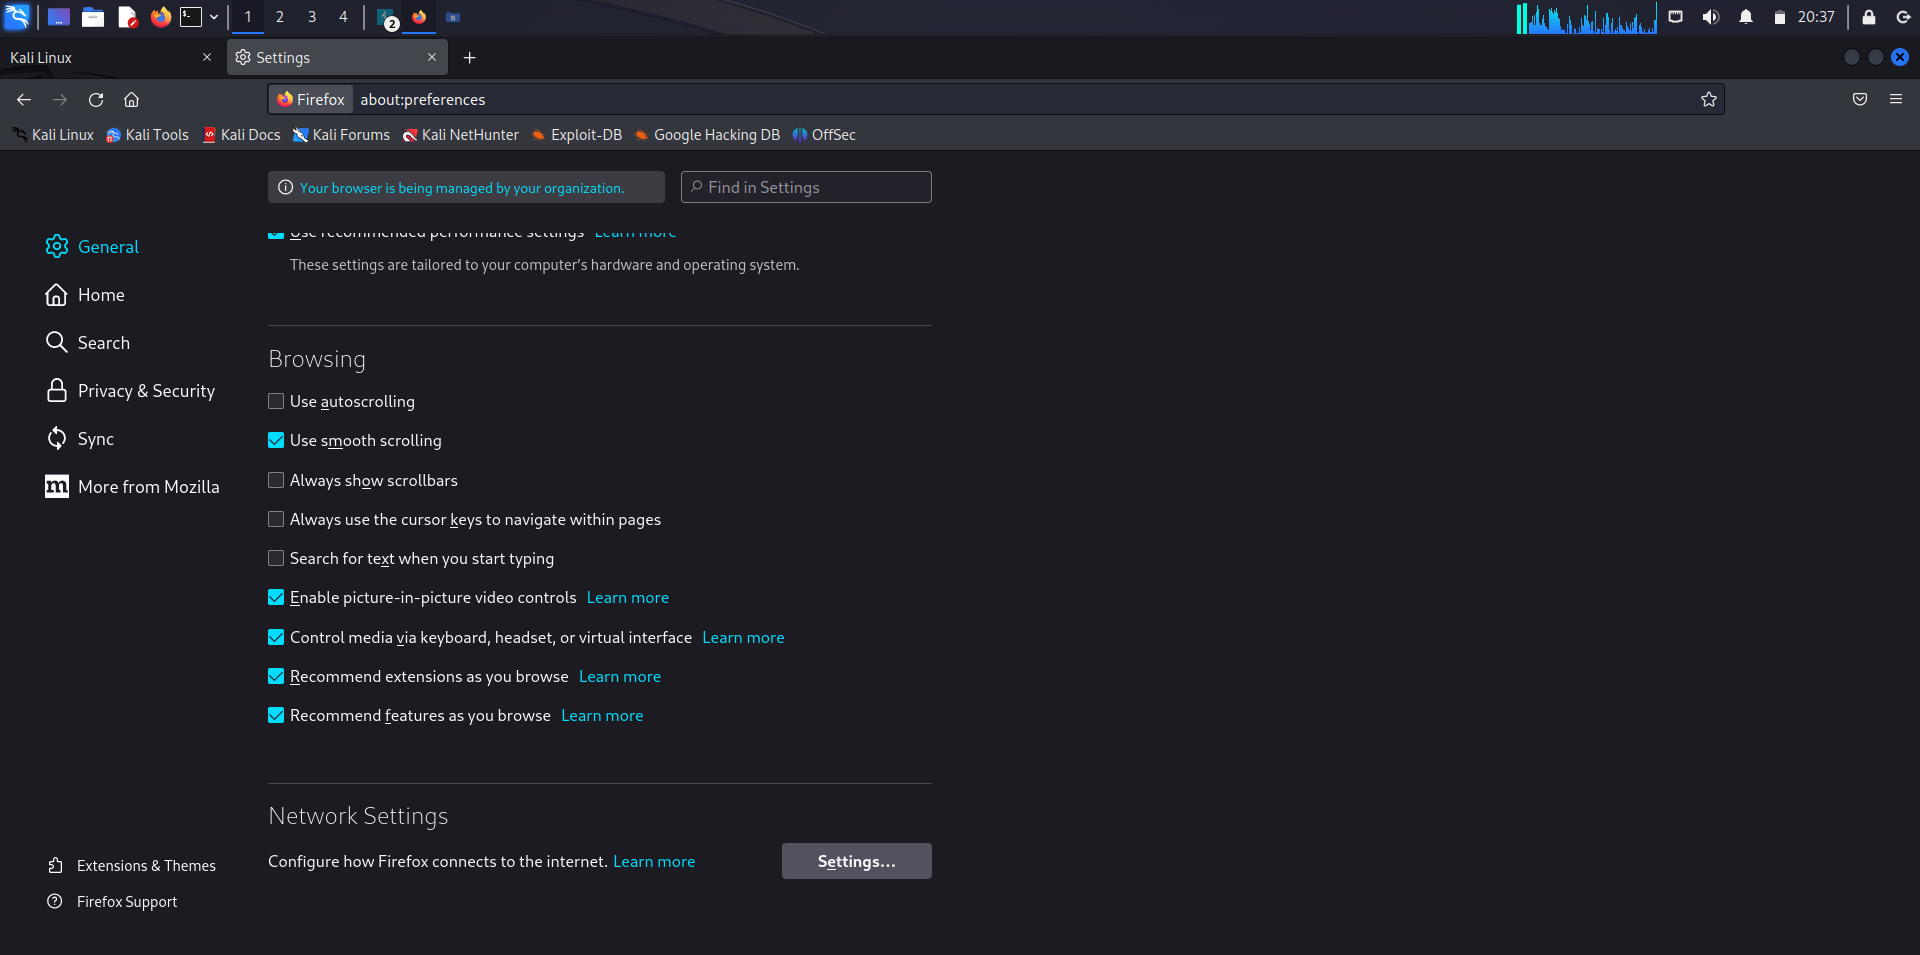 1 2 3 4 2 20:37
Kali Linux Settings
Firefox about:preferences
Kali Linux Kali Tools Kali Docs Kali Forums Kali NetHunter Exploit-DB Google Hacking DB OffSec
Your browser is being managed by your organization. Find in Settings
Use recommended performance settings Learn more
These settings are tailored to your computer’s hardware and operating system.
General
Home
Search
Privacy & Security
Sync
More from Mozilla
Browsing
Use autoscrolling
Use smooth scrolling
Always show scrollbars
Always use the cursor keys to navigate within pages
Search for text when you start typing
Enable picture-in-picture video controls Learn more
Control media via keyboard, headset, or virtual interface Learn more
Recommend extensions as you browse Learn more
Recommend features as you browse Learn more
Network Settings
Configure how Firefox connects to the internet. Learn more Settings...
Extensions & Themes
Firefox Support